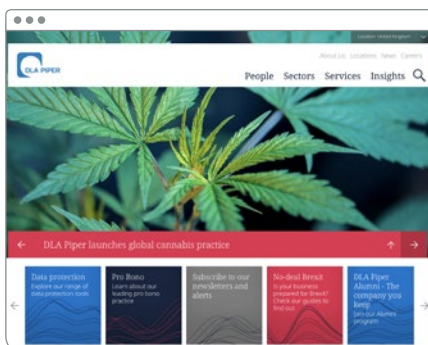 Location: United Kingdom
DLA PIPER
About Us Locations News Careers
People Sectors Services Insights
DLA Piper launches global cannabis practice
Data protection
Explore our range of
data protection tools
Pro Bono
Learn about our
leading pro bono
practice
Subscribe to our
newsletters and
alerts
No-deal Brexit
Is your business
prepared for Brexit?
Check our guides to
find out
DLA Piper
Alumni - The
company you
keep
Join our Alumni
program